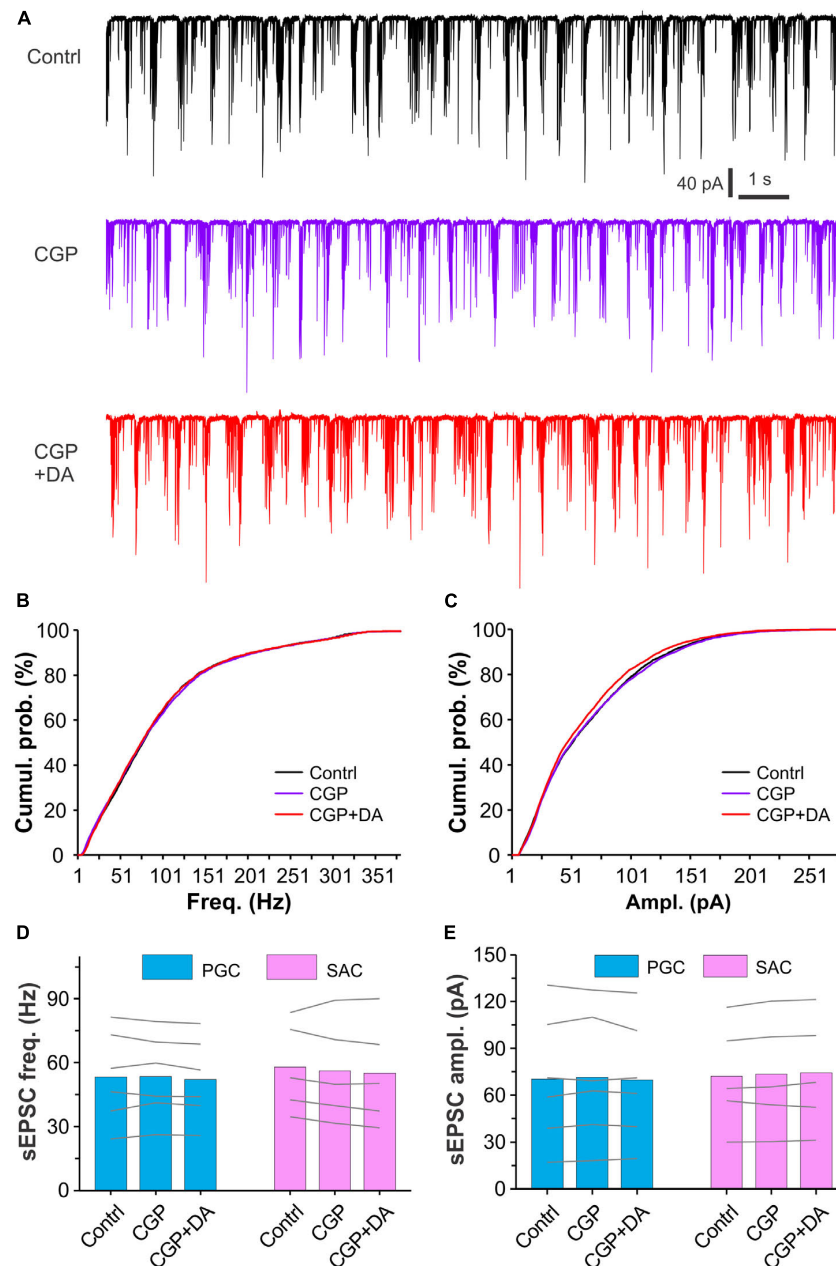 A
Contrl
40 pA
1 s
CGP
CGP
+DA
B
100
80
60
40
20
0
Cumul. prob. (%)
Contrl
CGP
CGP+DA
1 51 101 151 201 251 301 351
Freq. (Hz)
C
100
80
60
40
20
0
Cumul. prob. (%)
Contrl
CGP
CGP+DA
1 51 101 151 201 251
Ampl. (pA)
D
PGC SAC
90
60
30
0
sEPSC freq. (Hz)
Contrl CGP CGP+DA Contrl CGP CGP+DA
E
PGC SAC
150
120
90
60
30
0
sEPSC ampl. (pA)
Contrl CGP CGP+DA Contrl CGP CGP+DA